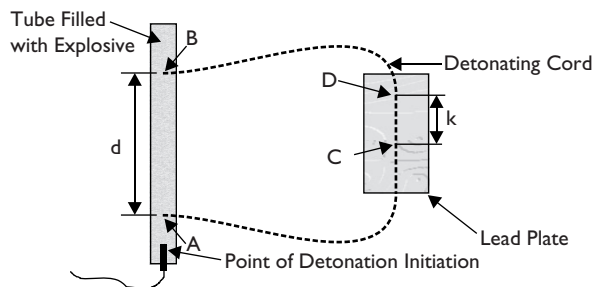 Tube Filled
with Explosive
B
Detonating Cord
D
k
d
C
A
Lead Plate
Point of Detonation Initiation